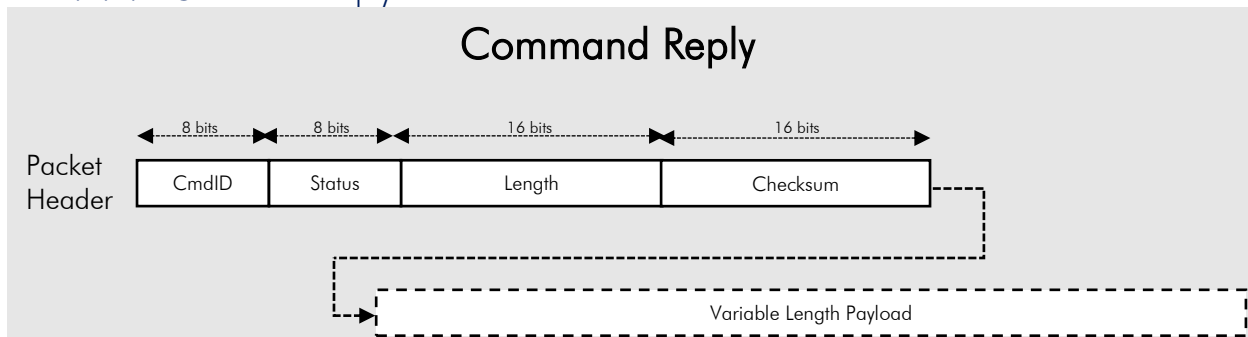 Command Reply
8 bits 8 bits 16 bits 16 bits
Packet
Header
CmdID Status Length Checksum
Variable Length Payload